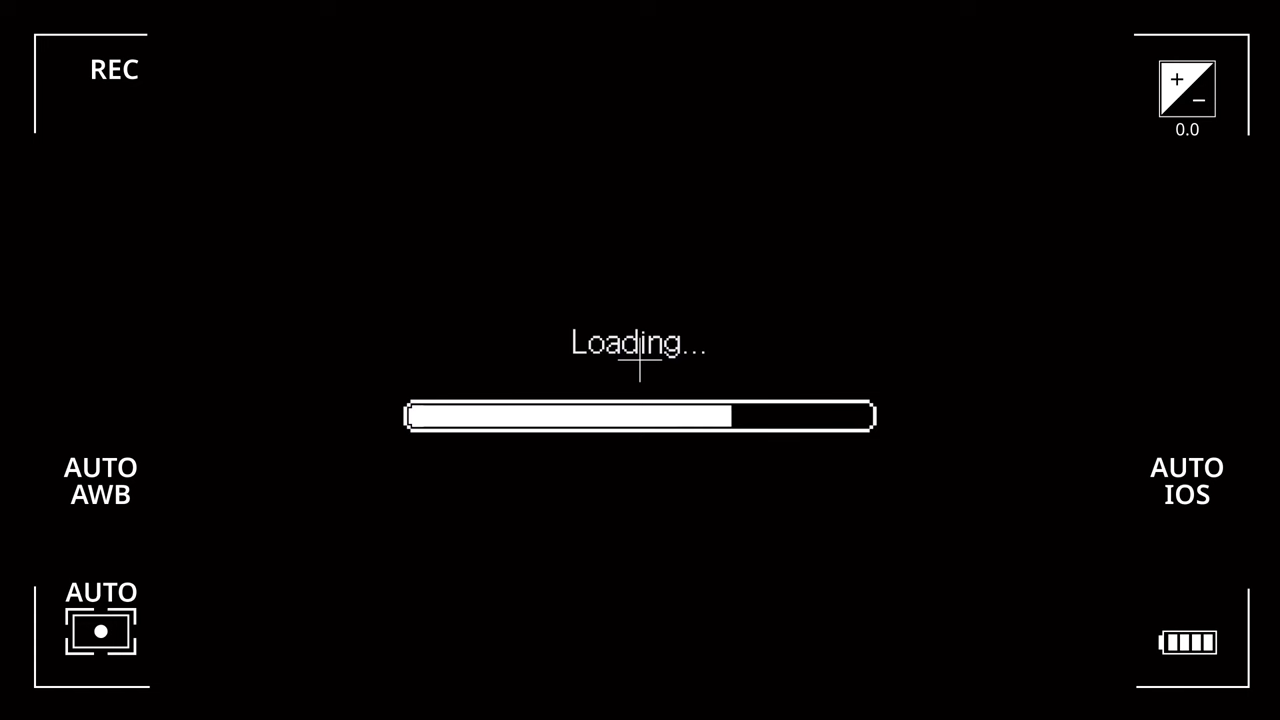 REC
+
−
0.0
Loading...
AUTO
AWB
AUTO
IOS
AUTO